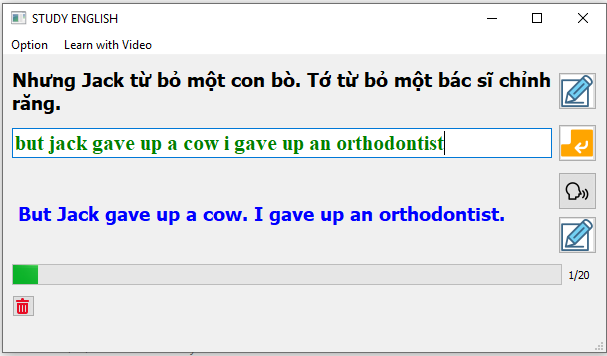 STUDY ENGLISH
Option Learn with Video
Nhưng Jack từ bỏ một con bò. Tớ từ bỏ một bác sĩ chỉnh
răng.
but jack gave up a cow i gave up an orthodontist
But Jack gave up a cow. I gave up an orthodontist.
1/20